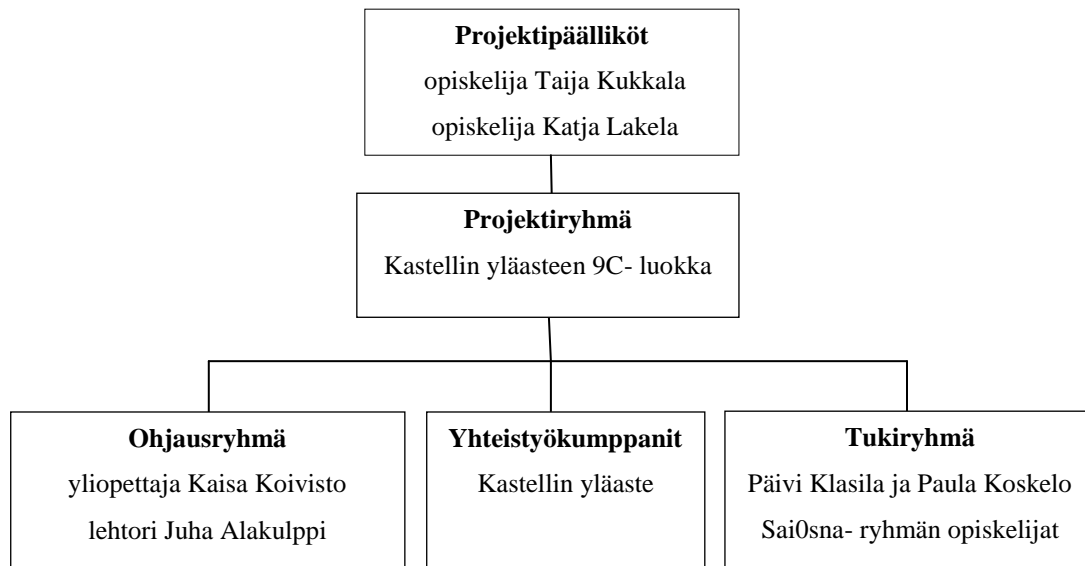 Projektipäälliköt
opiskelija Taija Kukkala
opiskelija Katja Lakela
Projektiryhmä
Kastellin yläasteen 9C- luokka
Ohjausryhmä
yliopettaja Kaisa Koivisto
lehtori Juha Alakulppi
Yhteistyökumppanit
Kastellin yläaste
Tukiryhmä
Päivi Klasila ja Paula Koskelo
Sai0sna- ryhmän opiskelijat